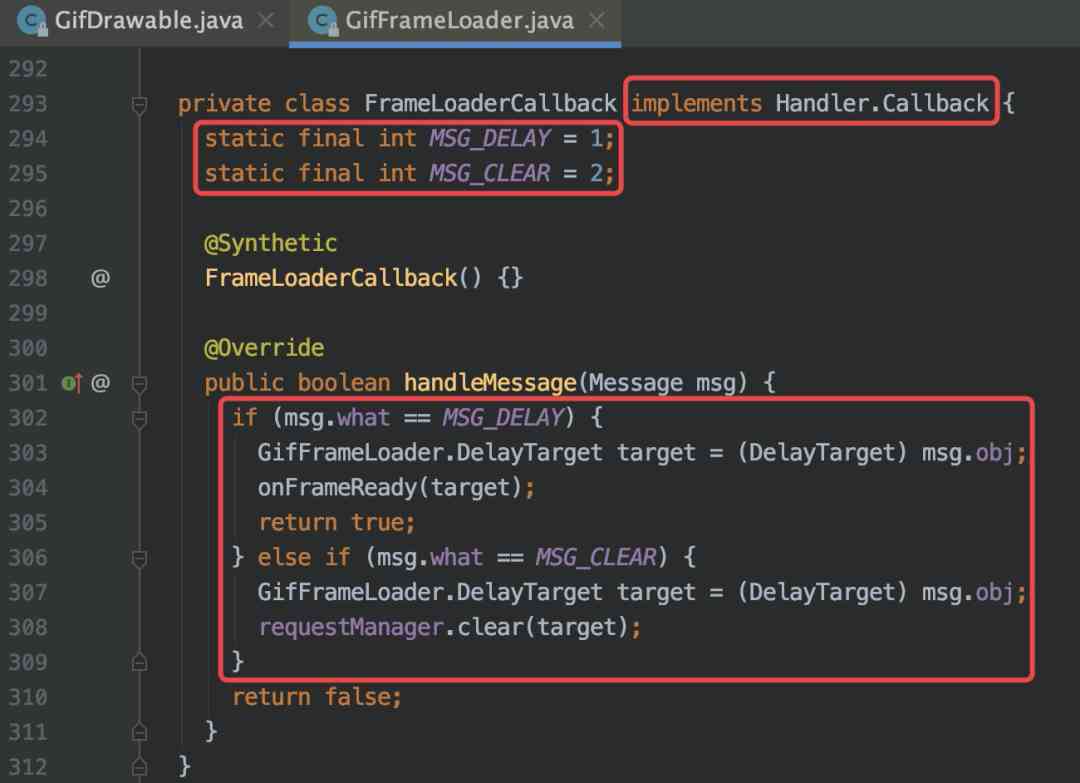 GifDrawable.java × GifFrameLoader.java ×
292
293 private class FrameLoaderCallback implements Handler.Callback {
294 static final int MSG_DELAY = 1;
295 static final int MSG_CLEAR = 2;
296
297 @Synthetic
298 @ FrameLoaderCallback() {}
299
300 @Override
301 @ public boolean handleMessage(Message msg) {
302 if (msg.what == MSG_DELAY) {
303 GifFrameLoader.DelayTarget target = (DelayTarget) msg.obj;
304 onFrameReady(target);
305 return true;
306 } else if (msg.what == MSG_CLEAR) {
307 GifFrameLoader.DelayTarget target = (DelayTarget) msg.obj;
308 requestManager.clear(target);
309 }
310 return false;
311 }
312 }